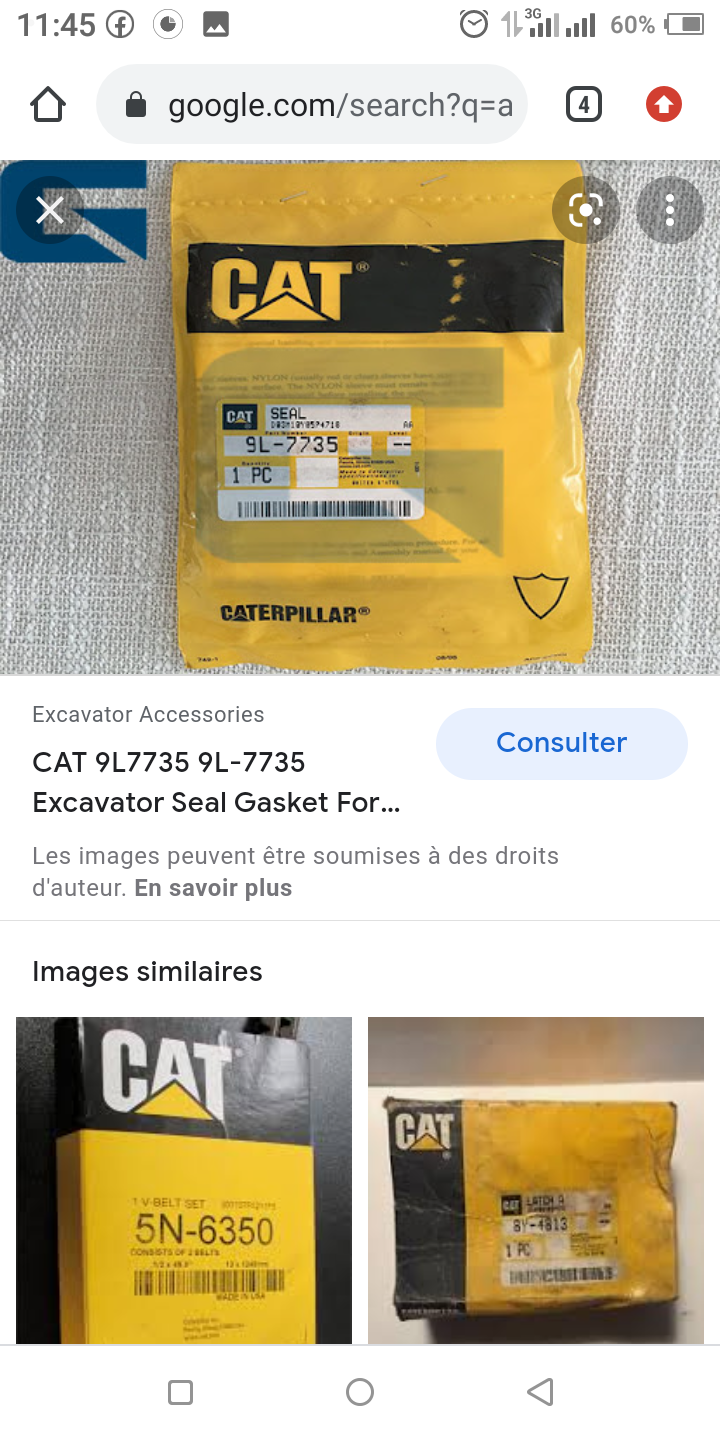 11:45
3G
60%
google.com/search?q=a
4
CAT®
CAT
SEAL
AA
9L-7735
--
Quantity
1 PC
CATERPILLAR®
Excavator Accessories
CAT 9L7735 9L-7735
Excavator Seal Gasket For...
Consulter
Les images peuvent être soumises à des droits
d'auteur. En savoir plus
Images similaires
CAT
1 V-BELT SET
5N-6350
CONSISTS OF 2 BELTS
MADE IN USA
CAT
CAT
LATCH A
8Y-4813
1 PC